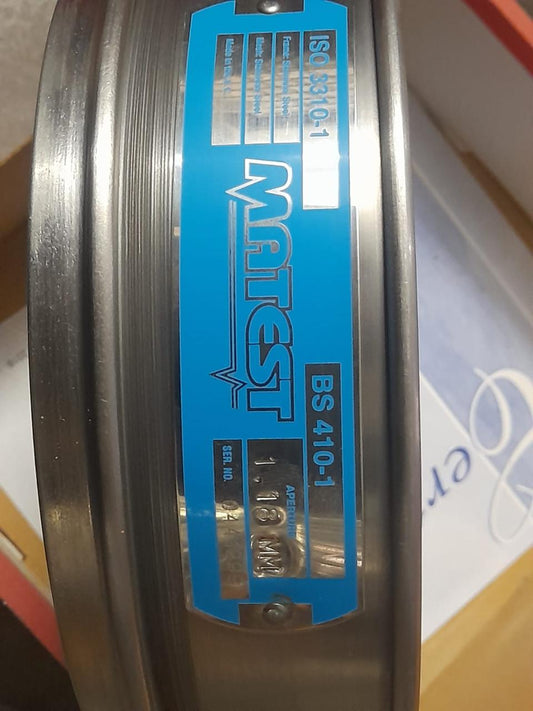 ISO 3310-1
Frame: Stainless Steel
Mesh: Stainless Steel
MATEST
BS 410-1
APERTURE
1.18 MM
SER. NO.